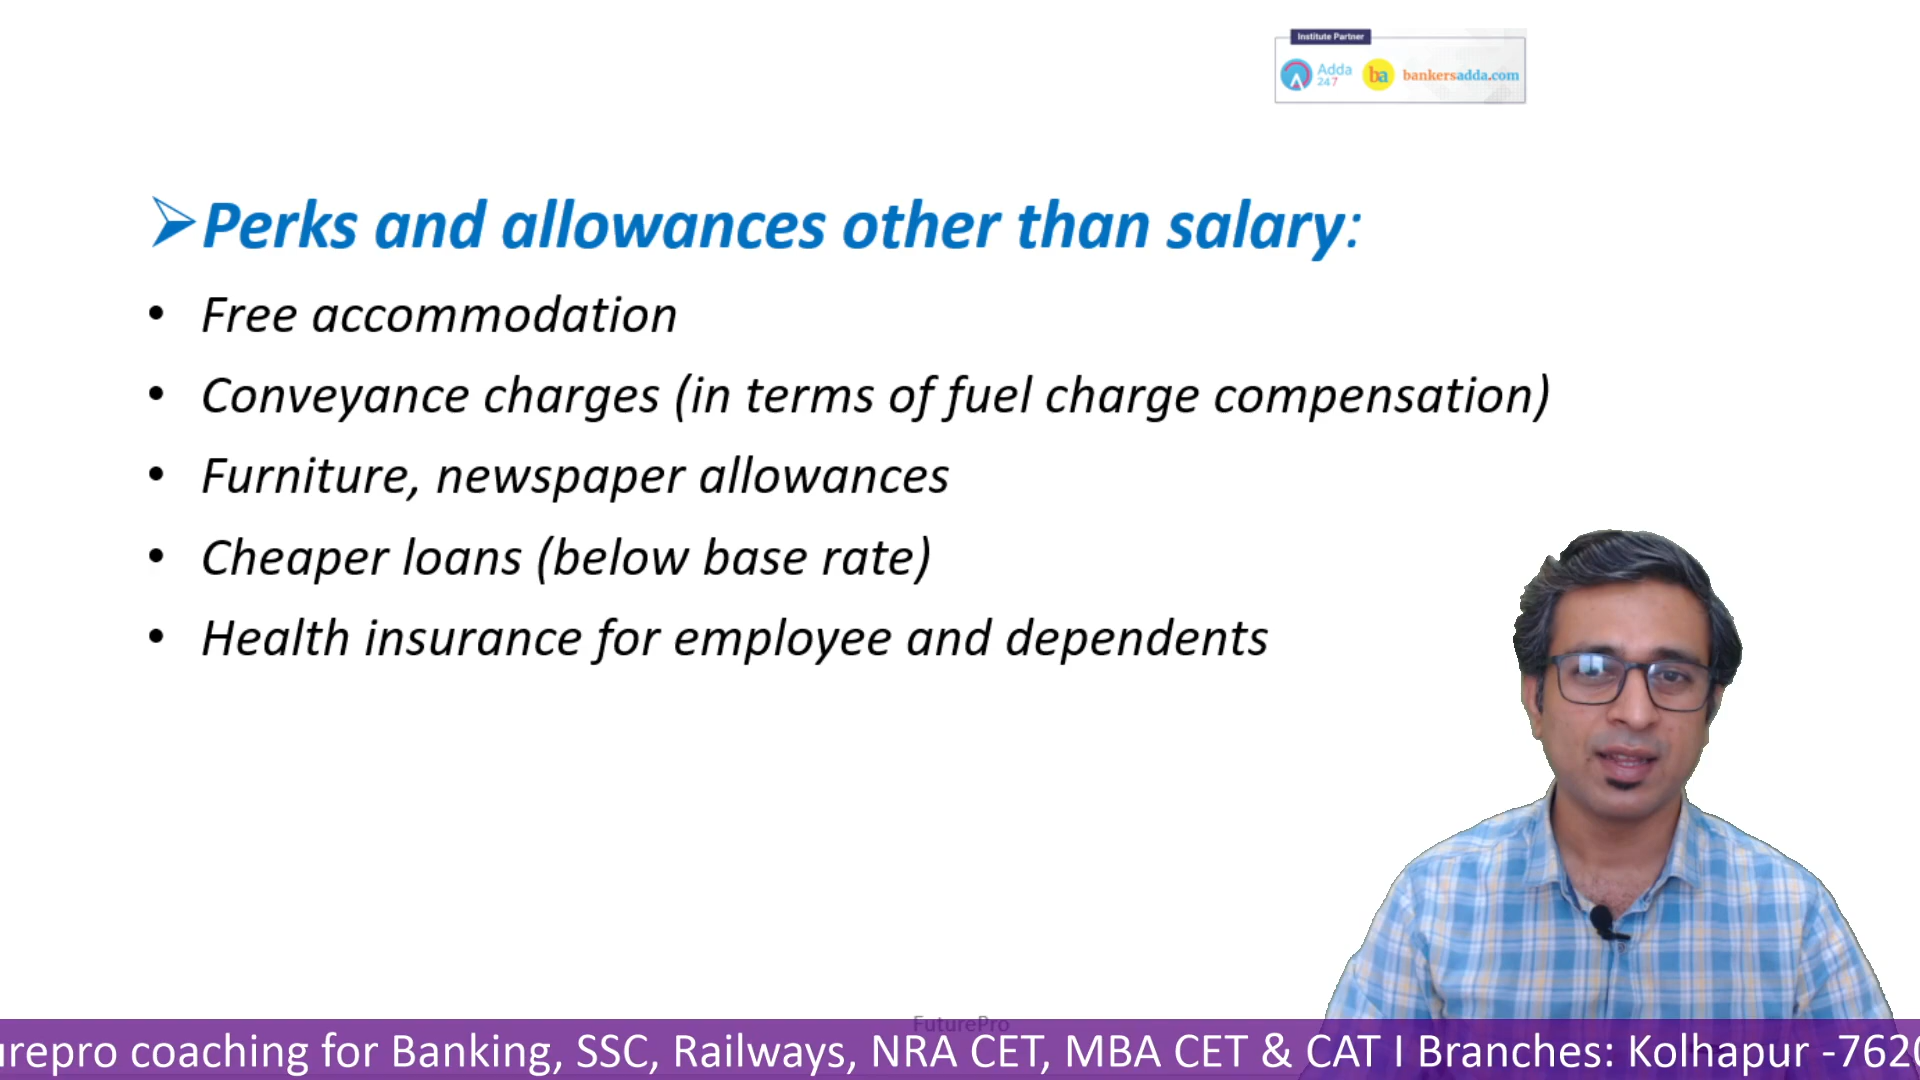 Institute Partner
Adda
247
ba
bankersadda.com
Perks and allowances other than salary:
• Free accommodation
• Conveyance charges (in terms of fuel charge compensation)
• Furniture, newspaper allowances
• Cheaper loans (below base rate)
• Health insurance for employee and dependents
FuturePro
urepro coaching for Banking, SSC, Railways, NRA CET, MBA CET & CAT I Branches: Kolhapur -762